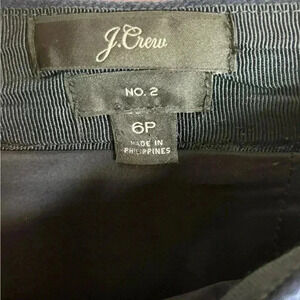 J.Crew
NO. 2
6P
MADE IN
PHILIPPINES